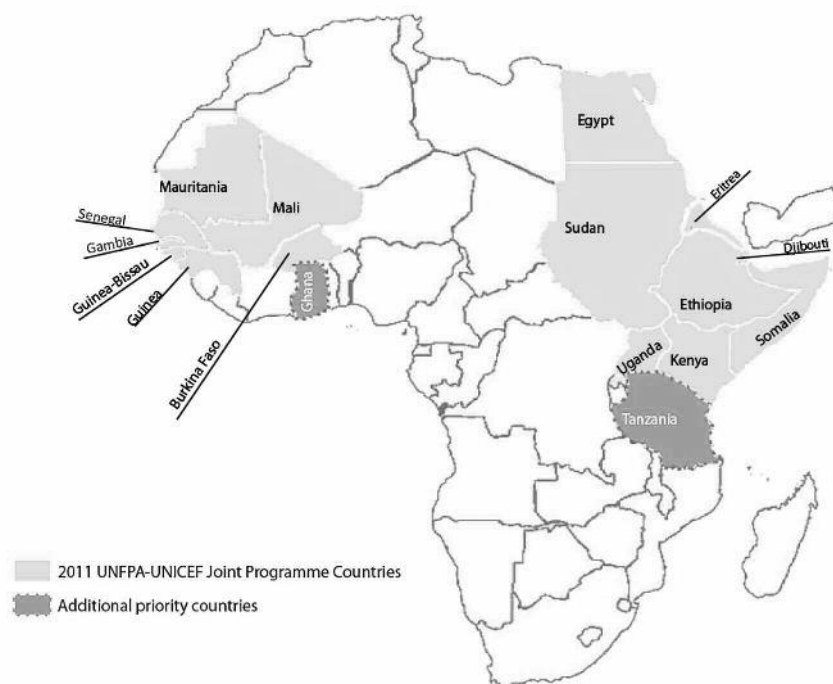 Egypt
Mauritania
Mali
Eritrea
Senegal
Sudan
Gambia
Djibouti
Guinea-Bissau
Ghana
Ethiopia
Guinea
Somalia
Burkina Faso
Uganda
Kenya
Tanzania
2011 UNFPA-UNICEF Joint Programme Countries
Additional priority countries